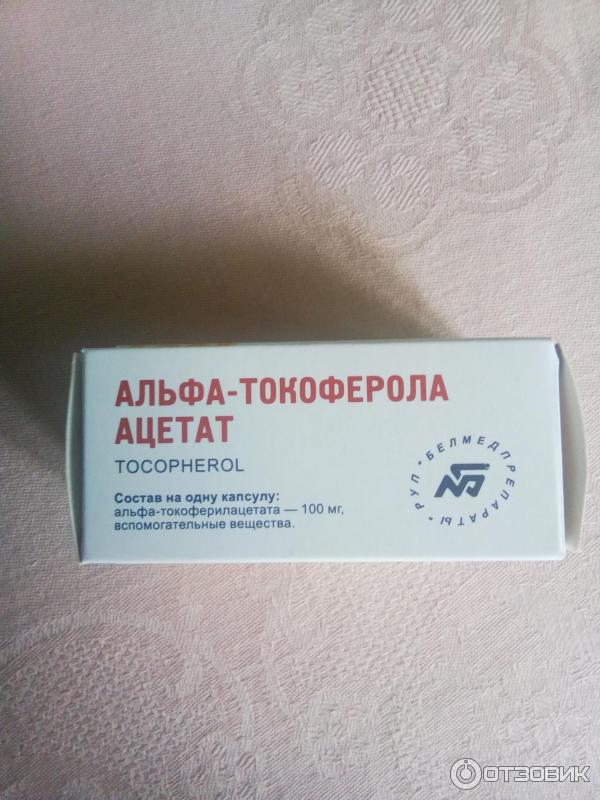 АЛЬФА-ТОКОФЕРОЛА
АЦЕТАТ
TOCOPHEROL
Состав на одну капсулу:
альфа-токоферилацетата — 100 мг,
вспомогательные вещества.
РУП • БЕЛМЕДПРЕПАРАТЫ •
ОТЗОВИК